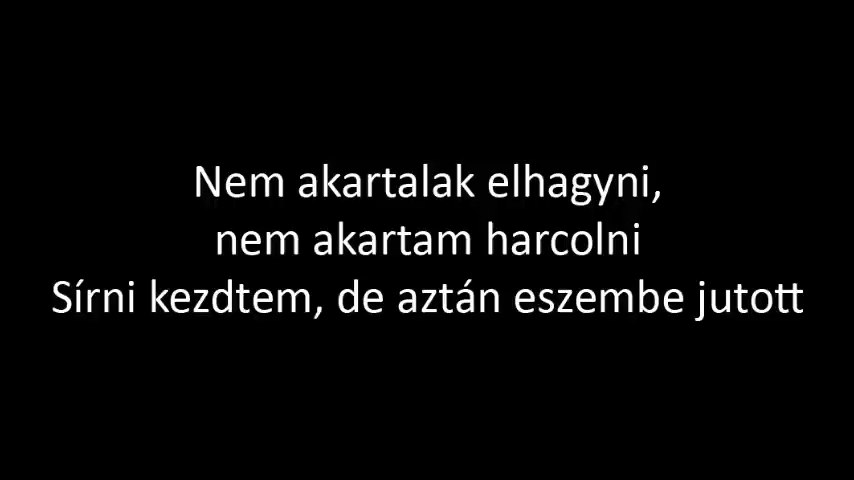 Nem akartalak elhagyni,
nem akartam harcolni
Sírni kezdtem, de aztán eszembe jutott